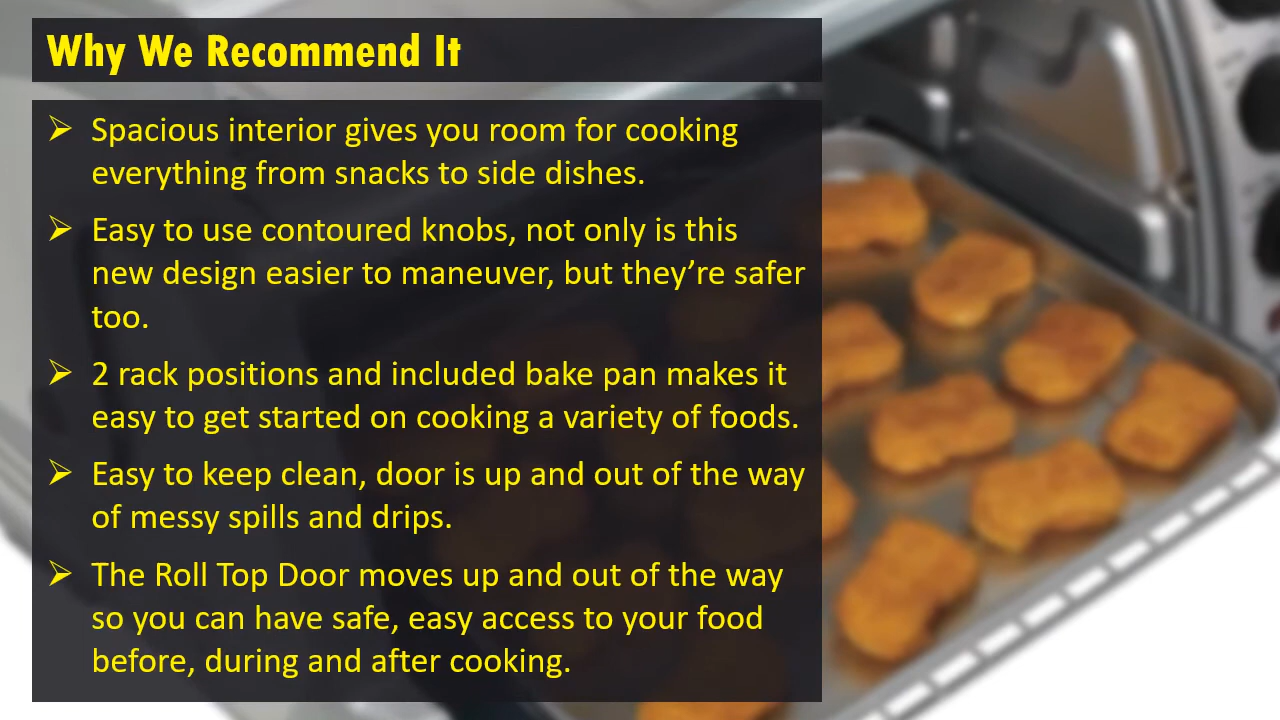 Why We Recommend It
➢ Spacious interior gives you room for cooking
everything from snacks to side dishes.
➢ Easy to use contoured knobs, not only is this
new design easier to maneuver, but they’re safer
too.
➢ 2 rack positions and included bake pan makes it
easy to get started on cooking a variety of foods.
➢ Easy to keep clean, door is up and out of the way
of messy spills and drips.
➢ The Roll Top Door moves up and out of the way
so you can have safe, easy access to your food
before, during and after cooking.